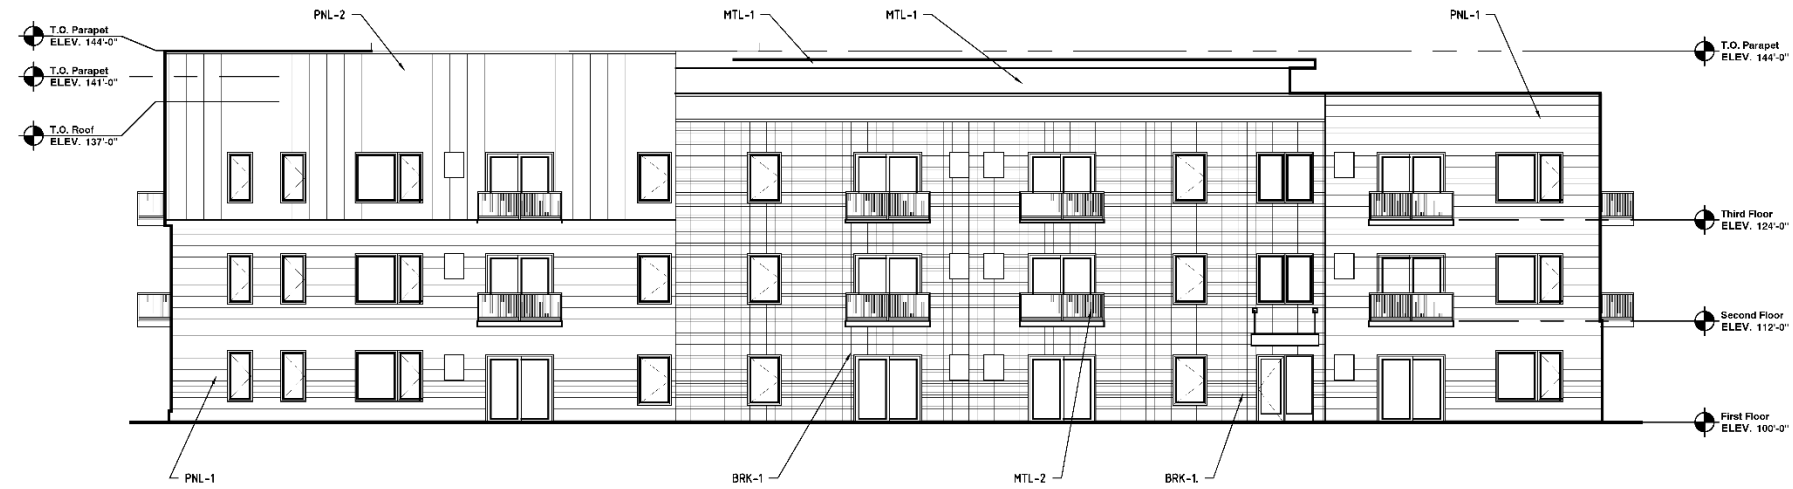 PNL-2
MTL-1
MTL-1
PNL-1
T.O. Parapet
ELEV. 144'-0"
T.O. Parapet
ELEV. 141'-0"
T.O. Roof
ELEV. 137'-0"
T.O. Parapet
ELEV. 144'-0"
Third Floor
ELEV. 124'-0"
Second Floor
ELEV. 112'-0"
First Floor
ELEV. 100'-0"
PNL-1
BRK-1
MTL-2
BRK-1.